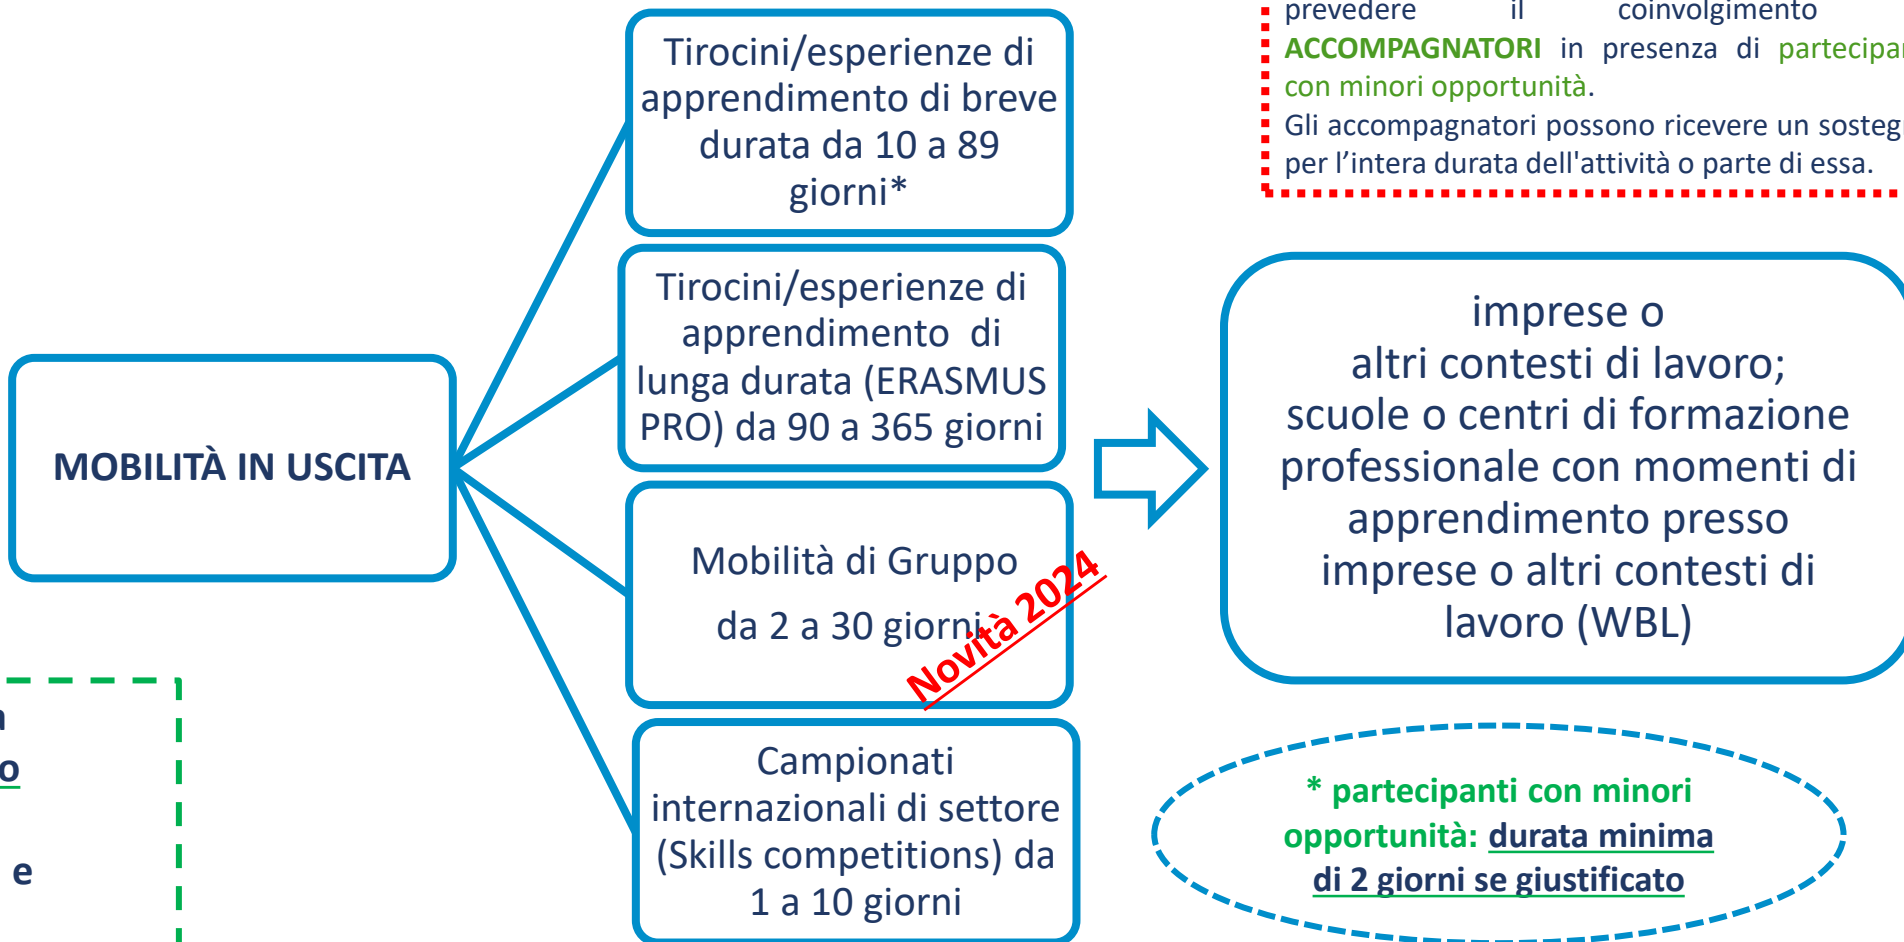 prevedere il coinvolgimento
ACCOMPAGNATORI in presenza di
con minori opportunità.
Gli accompagnatori possono ricevere un
per l’intera durata dell'attività o parte di essa.
Tirocini/esperienze di
apprendimento di breve
durata da 10 a 89
giorni*
Tirocini/esperienze di
apprendimento di
lunga durata (ERASMUS
PRO) da 90 a 365 giorni
MOBILITÀ IN USCITA
Mobilità di Gruppo
da 2 a 30 giorni
Novità 2024
Campionati
internazionali di settore
(Skills competitions) da
1 a 10 giorni
imprese o
altri contesti di lavoro;
scuole o centri di formazione
professionale con momenti di
apprendimento presso
imprese o altri contesti di
lavoro (WBL)
* partecipanti con minori
opportunità: durata minima
di 2 giorni se giustificato
e